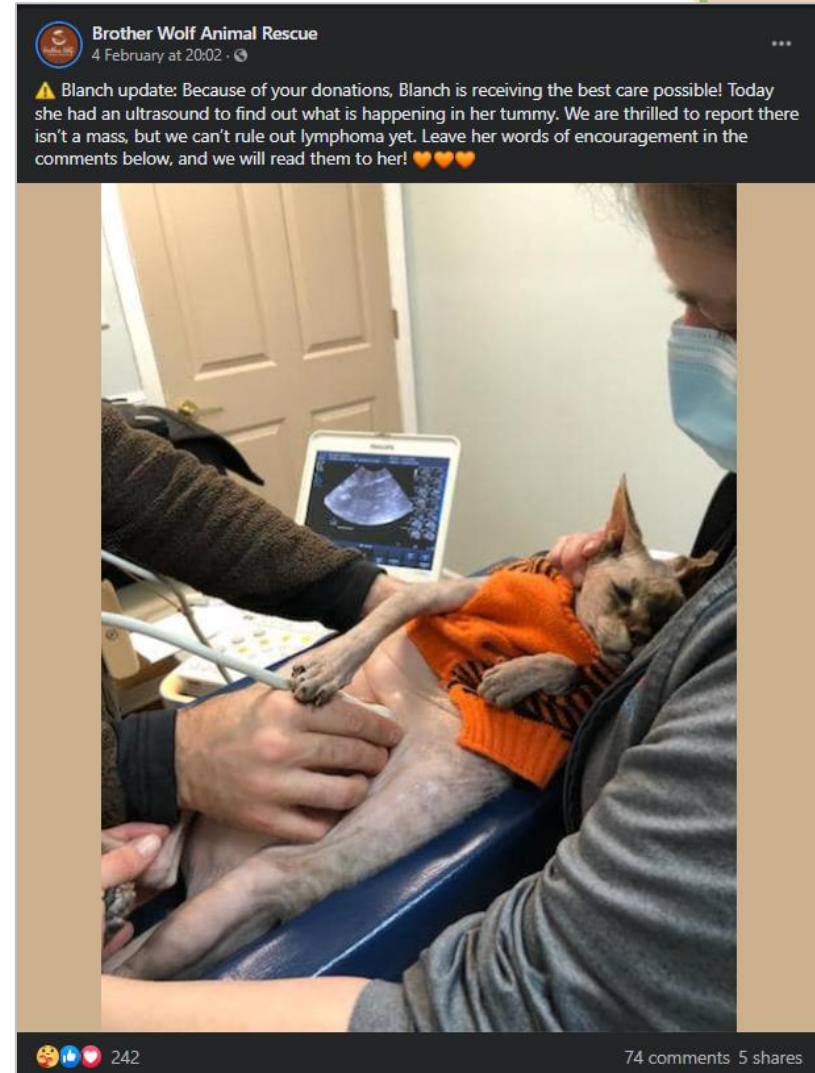 Brother Wolf Animal Rescue
4 February at 20:02 ·
Blanch update: Because of your donations, Blanch is receiving the best care possible! Today
she had an ultrasound to find out what is happening in her tummy. We are thrilled to report there
isn't a mass, but we can't rule out lymphoma yet. Leave her words of encouragement in the
comments below, and we will read them to her! 🧡🧡🧡
PHILIPS
242
74 comments 5 shares